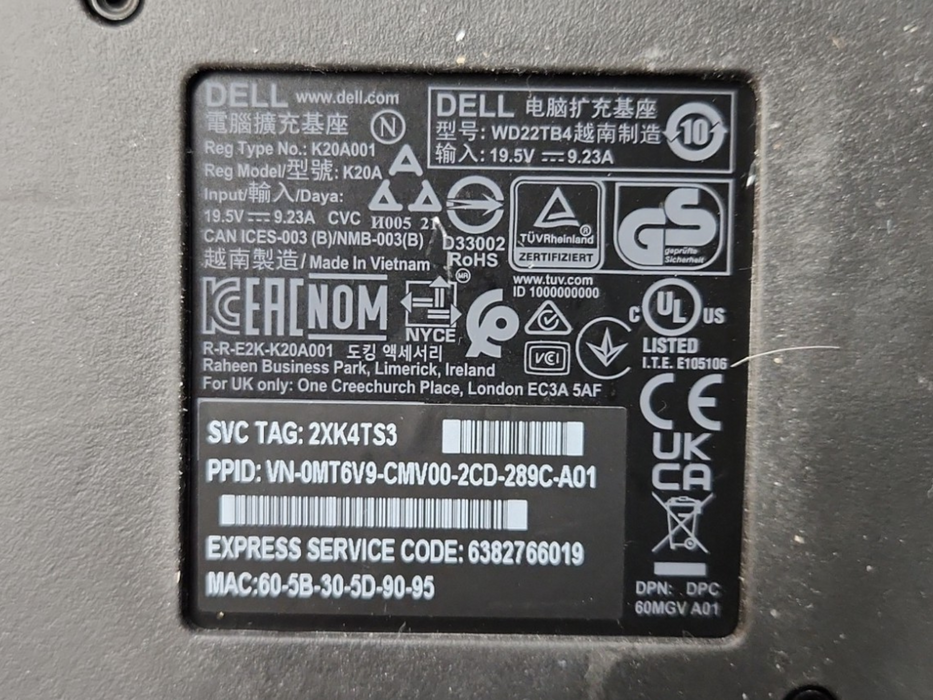 DELL www.dell.com
電腦擴充基座 N
Reg Type No.: K20A001
Reg Model/型號: K20A
Input/輸入/Daya:
19.5V ⎓ 9.23A CVC
CAN ICES-003 (B)/NMB-003(B)
越南製造/Made In Vietnam
DELL 电脑扩充基座
型号: WD22TB4越南制造
输入: 19.5V ⎓ 9.23A
10
И005 21
D33002
RoHS
TÜVRheinland
ZERTIFIZIERT
GS
geprüfte
Sicherheit
www.tuv.com
ID 1000000000
EAC NOM
NYCE
MR
VCI
C UL US
LISTED
I.T.E. E105106
R-R-E2K-K20A001 도킹 액세서리
Raheen Business Park, Limerick, Ireland
For UK only: One Creechurch Place, London EC3A 5AF
CE
UK
CA
SVC TAG: 2XK4TS3
PPID: VN-0MT6V9-CMV00-2CD-289C-A01
EXPRESS SERVICE CODE: 6382766019
MAC:60-5B-30-5D-90-95
DPN: DPC
60MGV A01